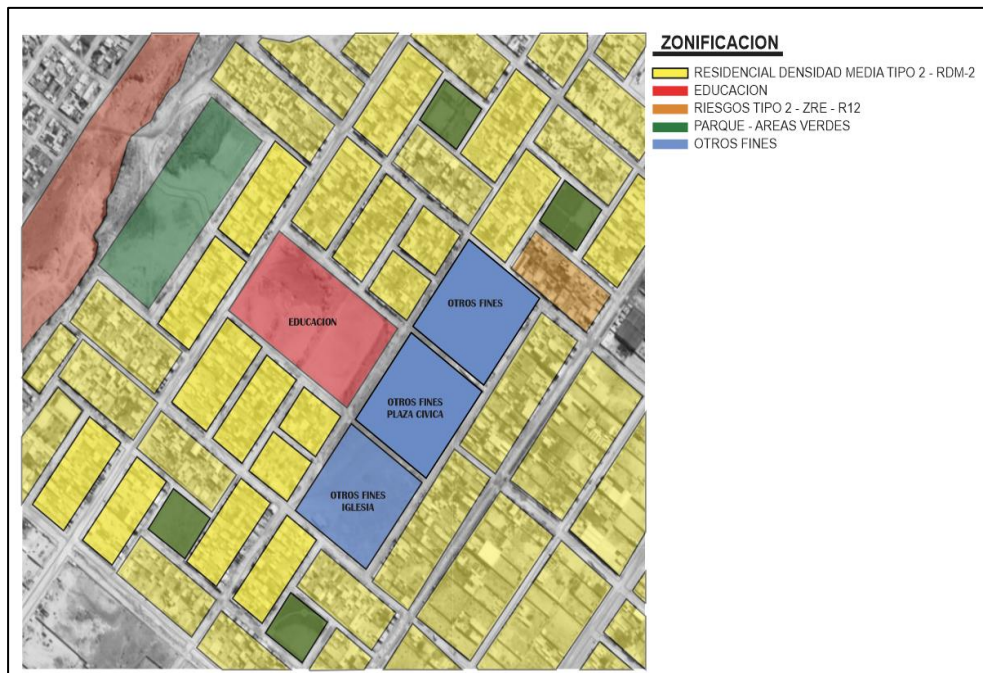 ZONIFICACION
RESIDENCIAL DENSIDAD MEDIA TIPO 2 - RDM-2
EDUCACION
RIESGOS TIPO 2 - ZRE - R12
PARQUE - AREAS VERDES
OTROS FINES
OTROS FINES
EDUCACION
OTROS FINES
PLAZA CIVICA
OTROS FINES
IGLESIA